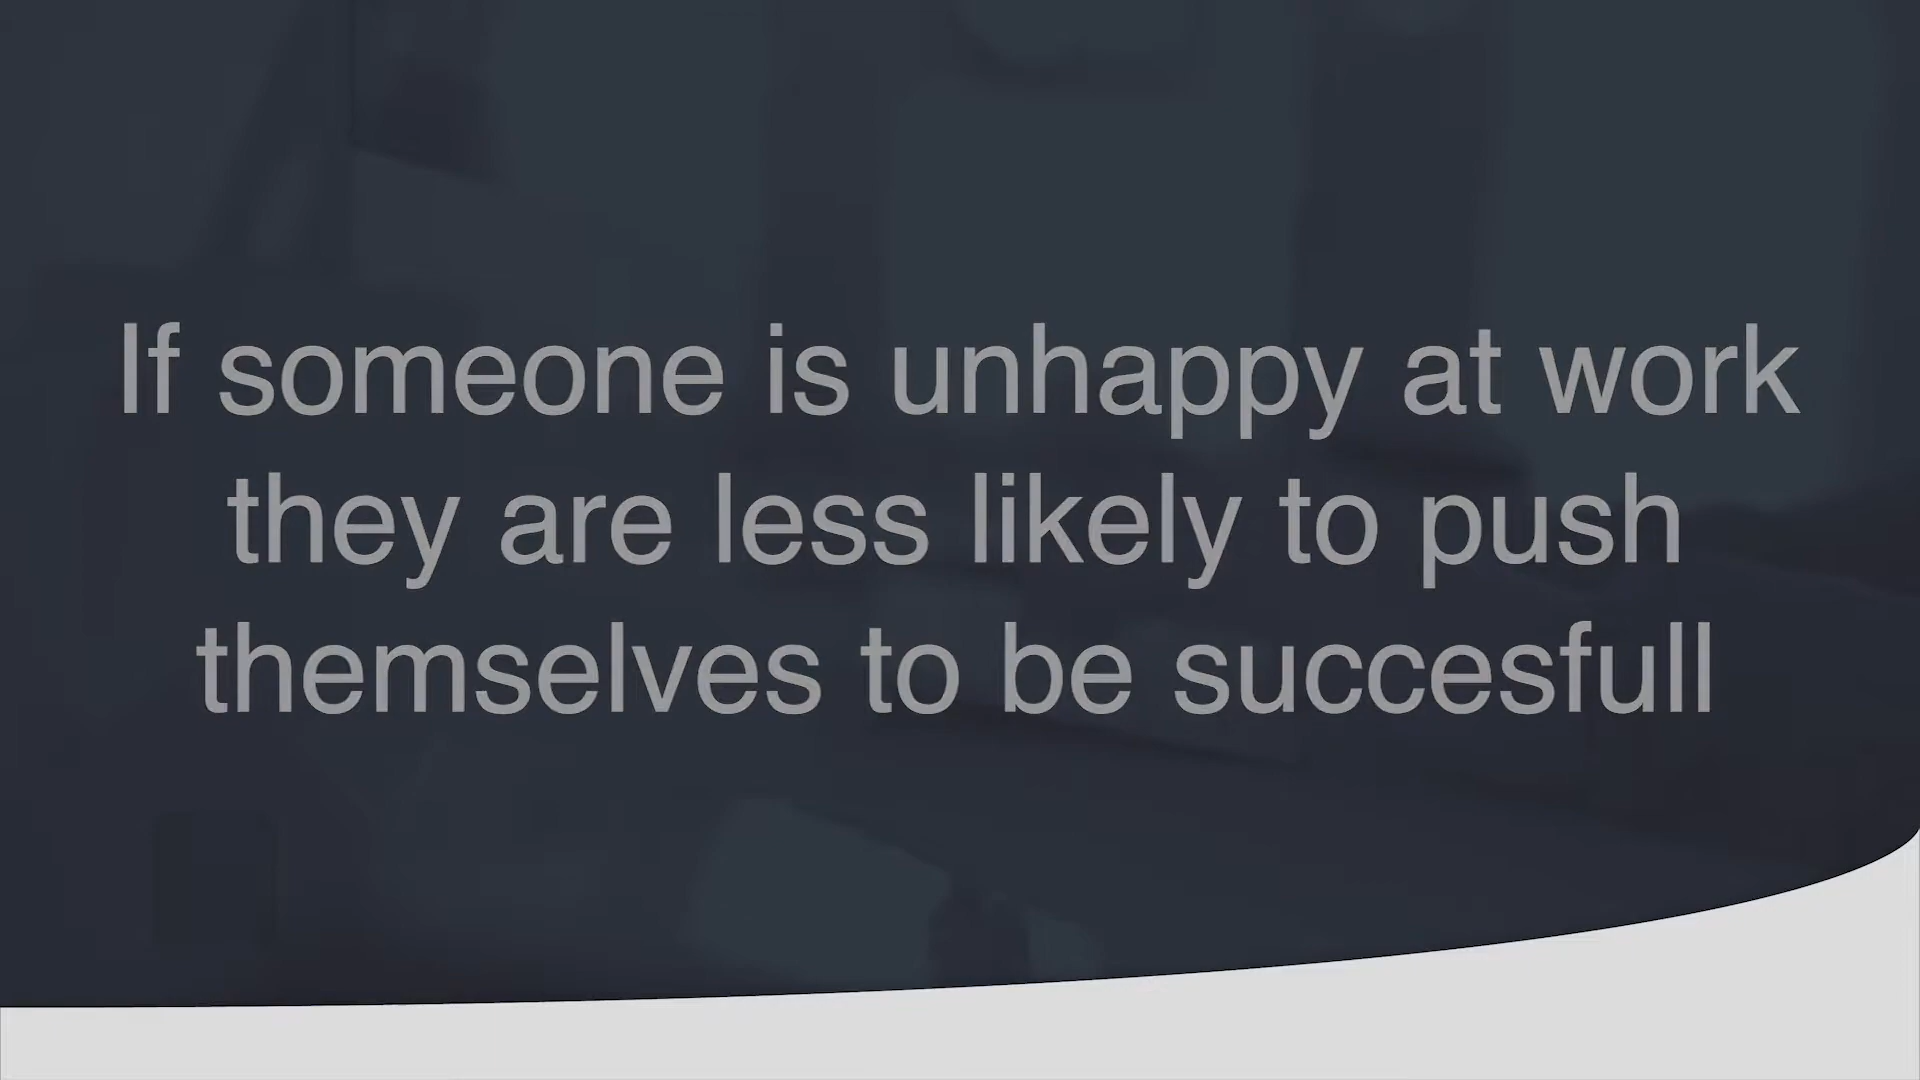 If someone is unhappy at work
they are less likely to push
themselves to be succesfull